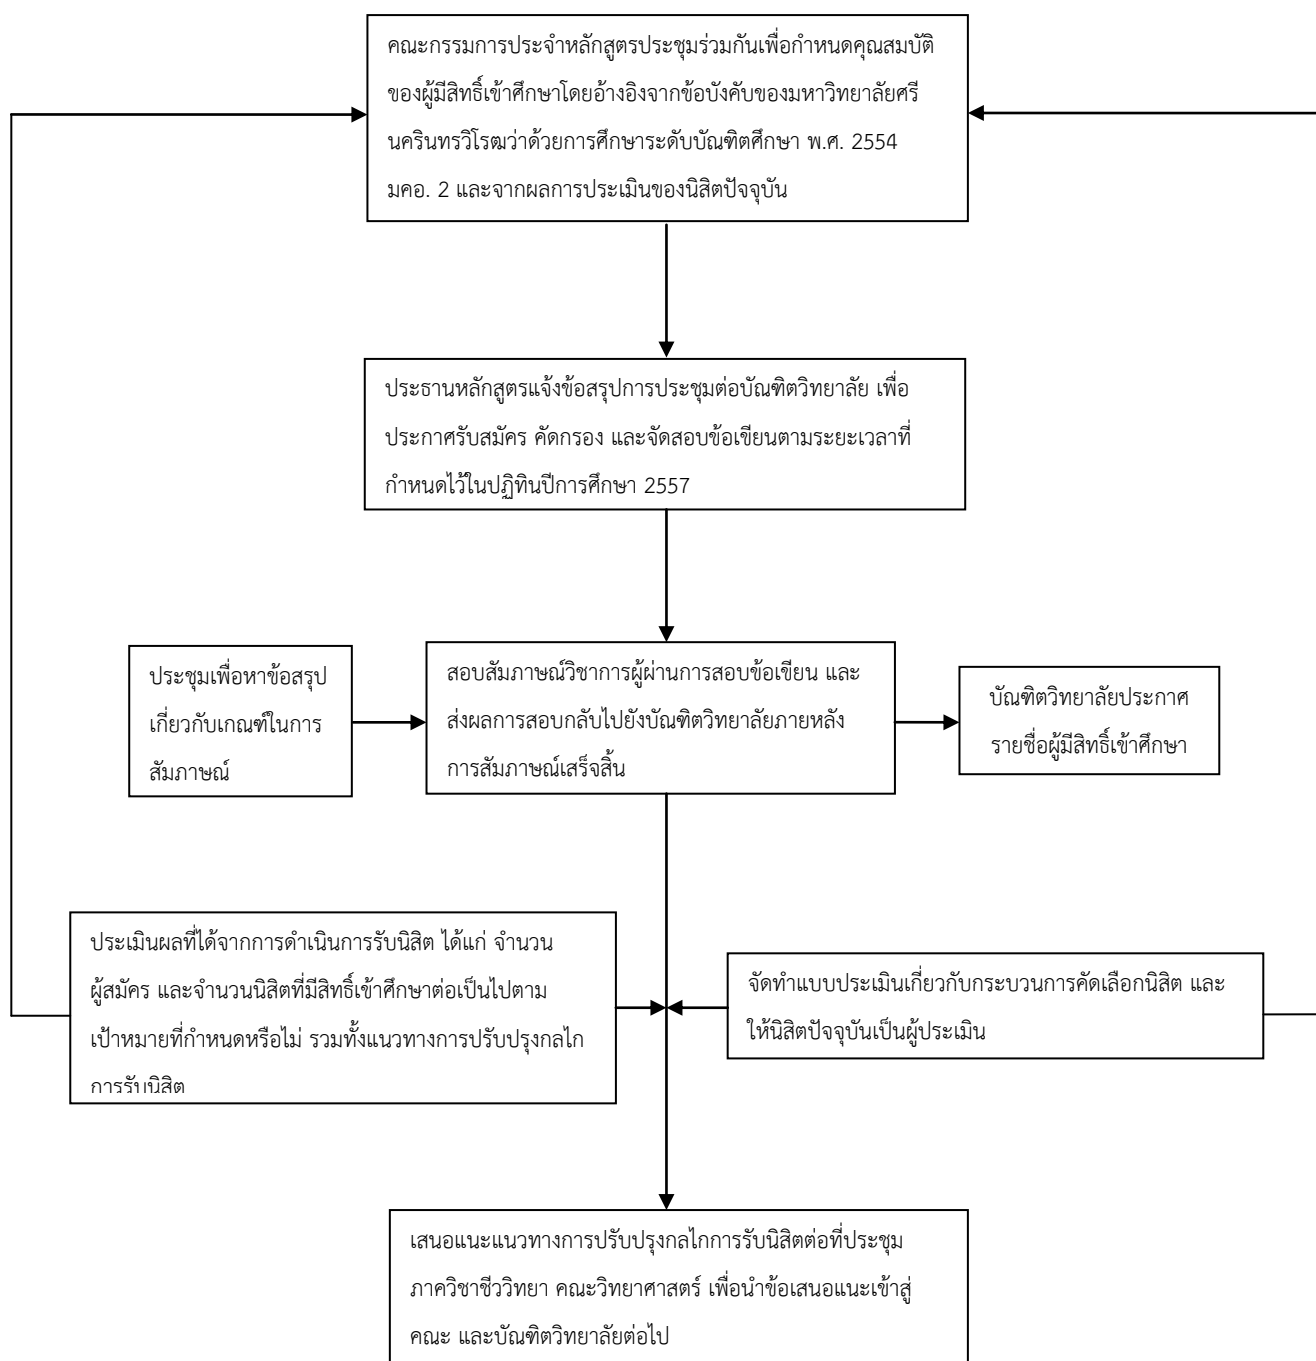 คณะกรรมการประจำหลักสูตรประชุมร่วมกันเพื่อกำหนดคุณสมบัติ
ของผู้มีสิทธิ์เข้าศึกษาโดยอ้างอิงจากข้อบังคับของมหาวิทยาลัยศรี
นครินทรวิโรฒว่าด้วยการศึกษาระดับบัณฑิตศึกษา พ.ศ. 2554
มคอ. 2 และจากผลการประเมินของนิสิตปัจจุบัน
ประธานหลักสูตรแจ้งข้อสรุปการประชุมต่อบัณฑิตวิทยาลัย เพื่อ
ประกาศรับสมัคร คัดกรอง และจัดสอบข้อเขียนตามระยะเวลาที่
กำหนดไว้ในปฏิทินปีการศึกษา 2557
ประชุมเพื่อหาข้อสรุป
เกี่ยวกับเกณฑ์ในการ
สัมภาษณ์
สอบสัมภาษณ์วิชาการผู้ผ่านการสอบข้อเขียน และ
ส่งผลการสอบกลับไปยังบัณฑิตวิทยาลัยภายหลัง
การสัมภาษณ์เสร็จสิ้น
บัณฑิตวิทยาลัยประกาศ
รายชื่อผู้มีสิทธิ์เข้าศึกษา
ประเมินผลที่ได้จากการดำเนินการรับนิสิต ได้แก่ จำนวน
ผู้สมัคร และจำนวนนิสิตที่มีสิทธิ์เข้าศึกษาต่อเป็นไปตาม
เป้าหมายที่กำหนดหรือไม่ รวมทั้งแนวทางการปรับปรุงกลไก
การรับนิสิต
จัดทำแบบประเมินเกี่ยวกับกระบวนการคัดเลือกนิสิต และ
ให้นิสิตปัจจุบันเป็นผู้ประเมิน
เสนอแนะแนวทางการปรับปรุงกลไกการรับนิสิตต่อที่ประชุม
ภาควิชาชีววิทยา คณะวิทยาศาสตร์ เพื่อนำข้อเสนอแนะเข้าสู่
คณะ และบัณฑิตวิทยาลัยต่อไป